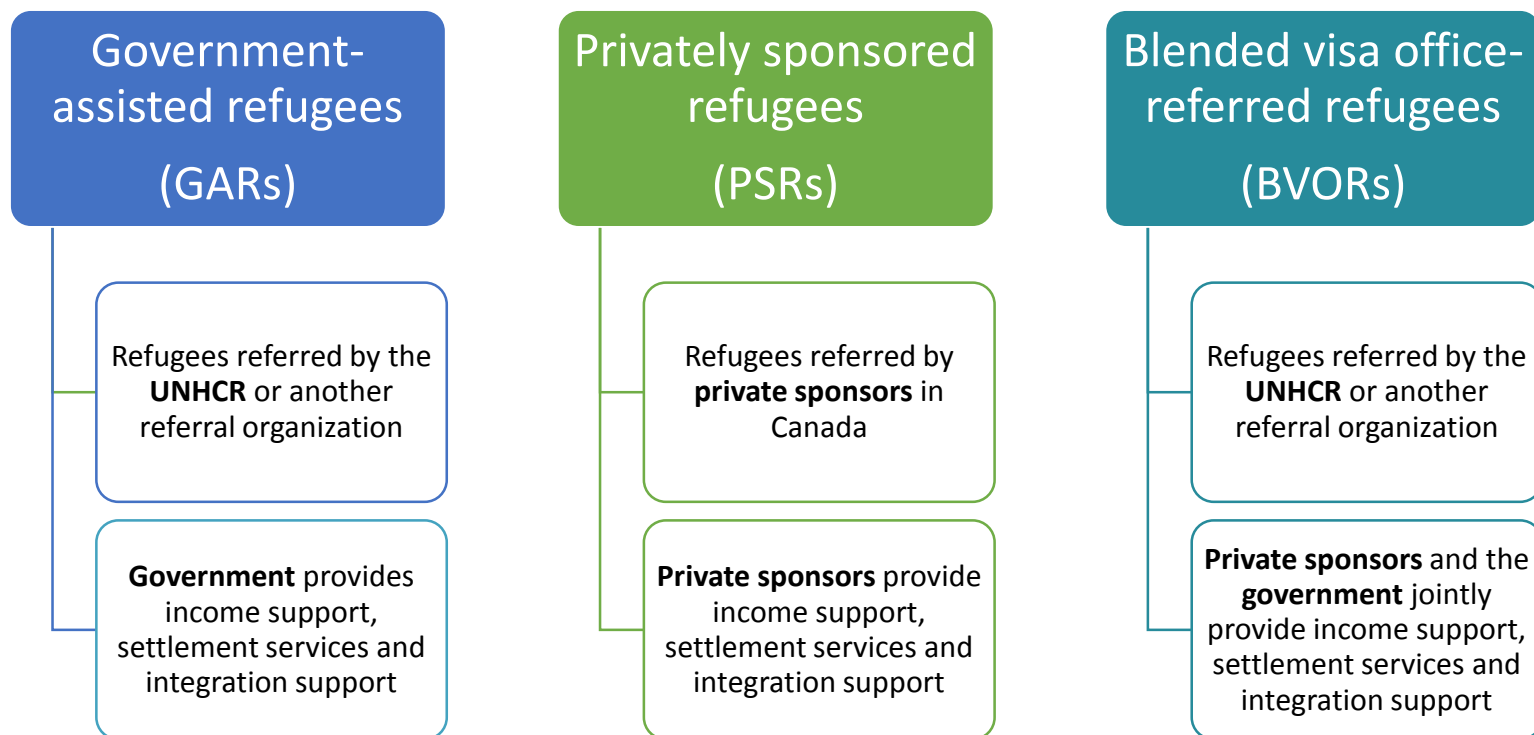 Government-
assisted refugees
(GARs)
Refugees referred by the
UNHCR or another
referral organization
Government provides
income support,
settlement services and
integration support
Privately sponsored
refugees
(PSRs)
Refugees referred by
private sponsors in
Canada
Private sponsors provide
income support,
settlement services and
integration support
Blended visa office-
referred refugees
(BVORs)
Refugees referred by the
UNHCR or another
referral organization
Private sponsors and the
government jointly
provide income support,
settlement services and
integration support